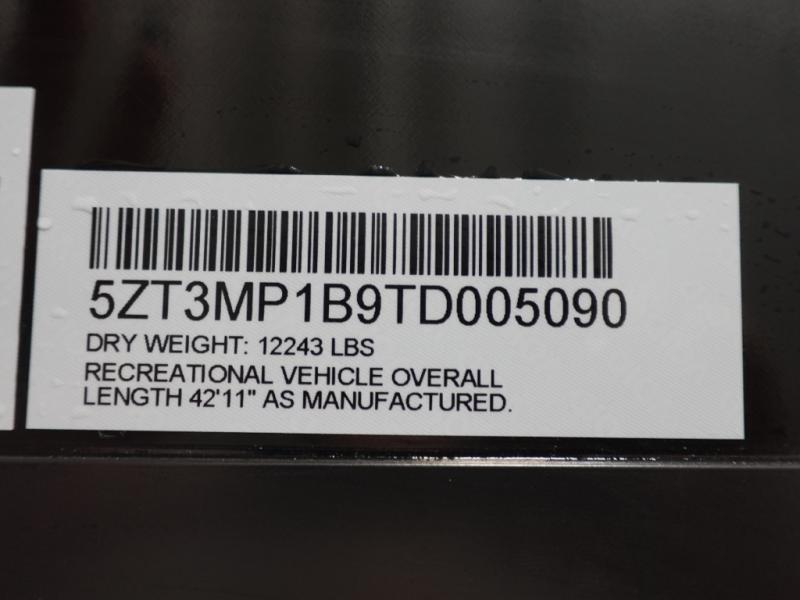 5ZT3MP1B9TD005090
DRY WEIGHT: 12243 LBS
RECREATIONAL VEHICLE OVERALL
LENGTH 42'11" AS MANUFACTURED.